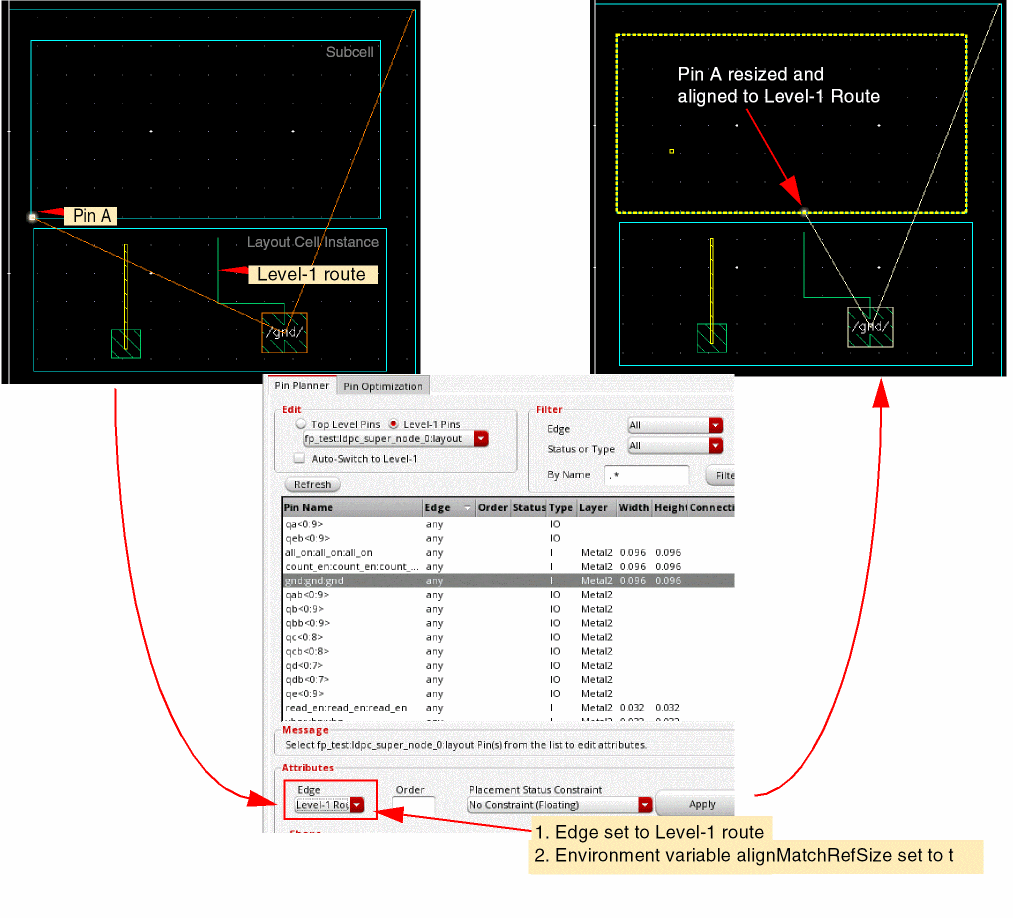 Subcell
Pin A
Layout Cell Instance
Level-1 route
/gnd/
Pin A resized and
aligned to Level-1 Route
/gnd/
Pin Planner Pin Optimization
Edit
Top Level Pins Level-1 Pins
fp_test:ldpc_super_node_0:layout
Auto-Switch to Level-1
Filter
Edge All
Status or Type All
By Name .* Filte
Refresh
Pin Name Edge Order Status Type Layer Width Height Connecti
qa<0:9> any IO
qeb<0:9> any IO
all_on:all_on:all_on any I Metal2 0.096 0.096
count_en:count_en:count_... any I Metal2 0.096 0.096
gnd:gnd:gnd any I Metal2 0.096 0.096
qab<0:9> any IO Metal2
qb<0:9> any IO Metal2
qbb<0:9> any IO Metal2
qc<0:8> any IO Metal2
qcb<0:8> any IO Metal2
qd<0:7> any IO Metal2
qdb<0:7> any IO Metal2
qe<0:9> any IO Metal2
read_en:read_en:read_en any I Metal2 0.032 0.032
Message
Select fp_test:ldpc_super_node_0:layout Pin(s) from the list to edit attributes.
Attributes
Edge Order Placement Status Constraint
Level-1 Rou No Constraint (Floating) Apply
1. Edge set to Level-1 route
2. Environment variable alignMatchRefSize set to t